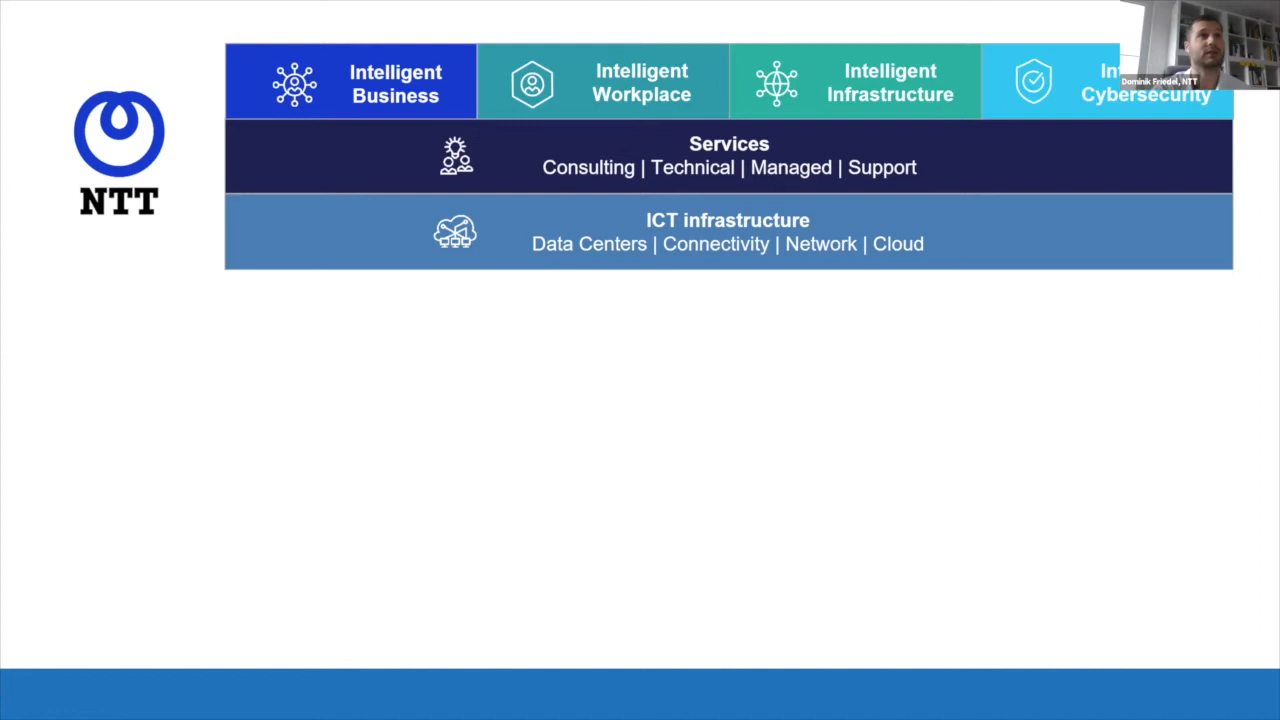 Intelligent
Business
Intelligent
Workplace
Intelligent
Infrastructure
Cybersecurity
Dominik Friedel, NTT
NTT
Services
Consulting | Technical | Managed | Support
ICT infrastructure
Data Centers | Connectivity | Network | Cloud